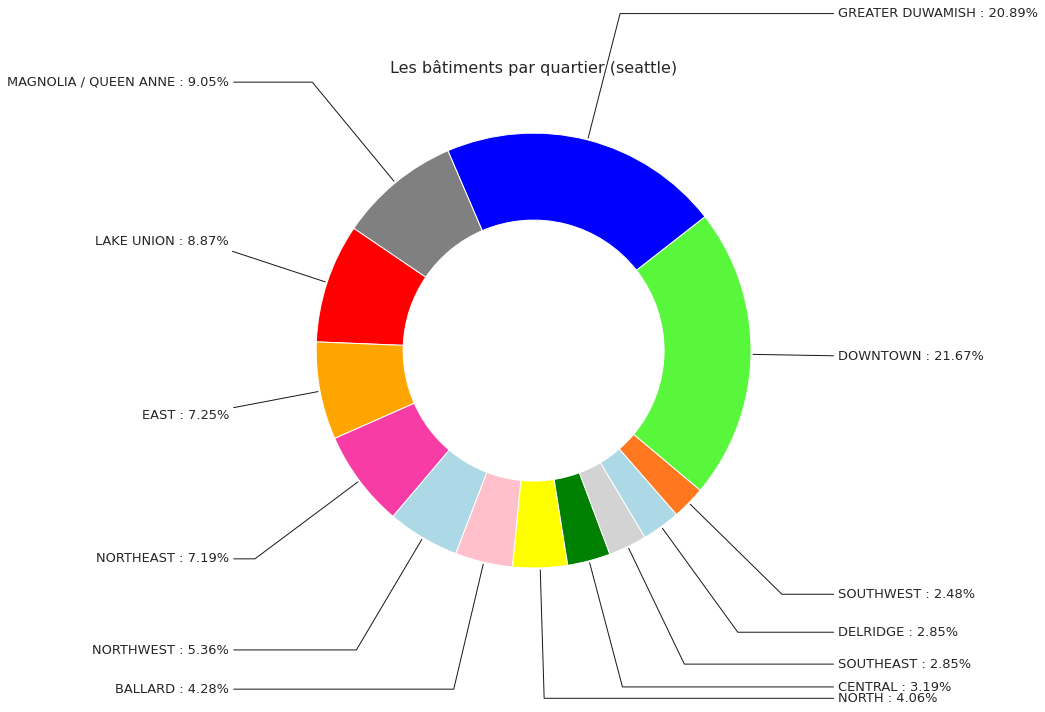 GREATER DUWAMISH : 20.89%
Les bâtiments par quartier (seattle)
MAGNOLIA / QUEEN ANNE : 9.05%
LAKE UNION : 8.87%
DOWNTOWN : 21.67%
EAST : 7.25%
NORTHEAST : 7.19%
SOUTHWEST : 2.48%
DELRIDGE : 2.85%
NORTHWEST : 5.36%
SOUTHEAST : 2.85%
CENTRAL : 3.19%
BALLARD : 4.28%
NORTH : 4.06%